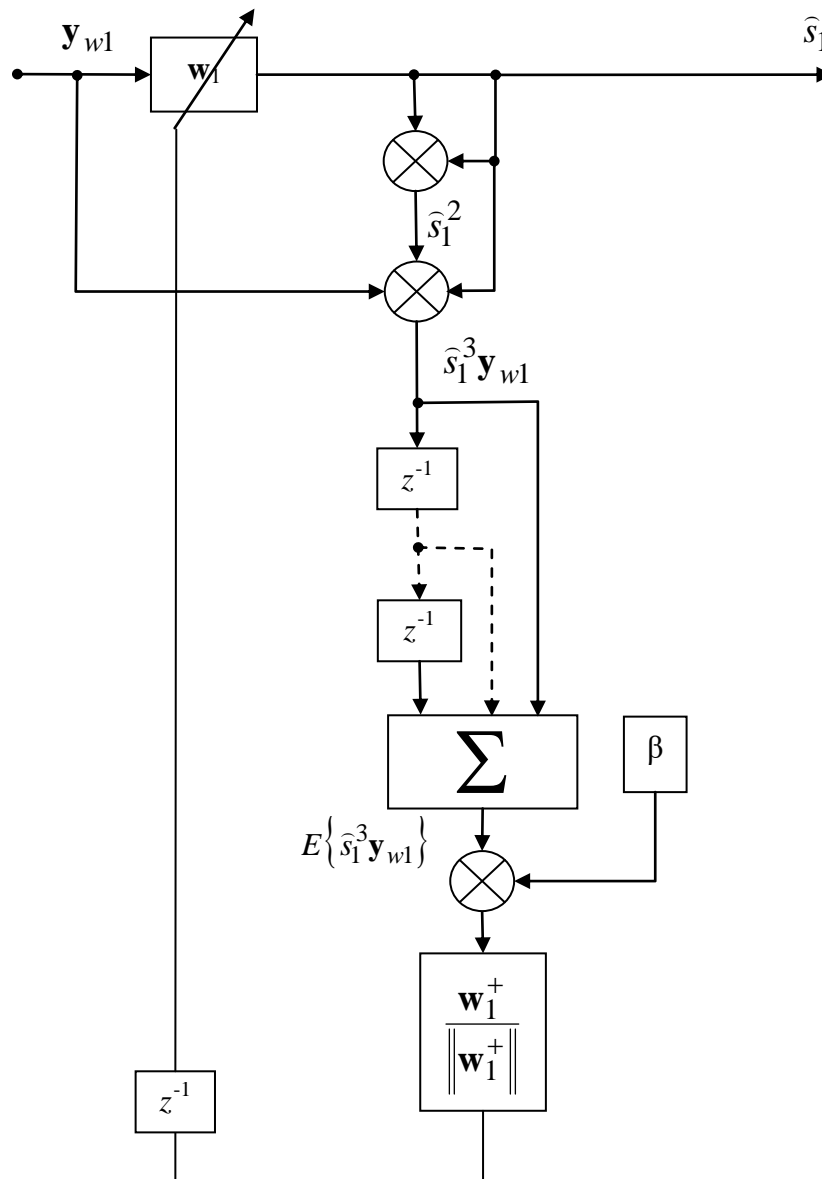 𝐲_w1
𝐰_1
ŝ_1
ŝ_1^2
ŝ_1^3 𝐲_w1
z^-1
z^-1
Σ
β
E{ŝ_1^3 𝐲_w1}
𝐰_1^+
‖𝐰_1^+‖
z^-1